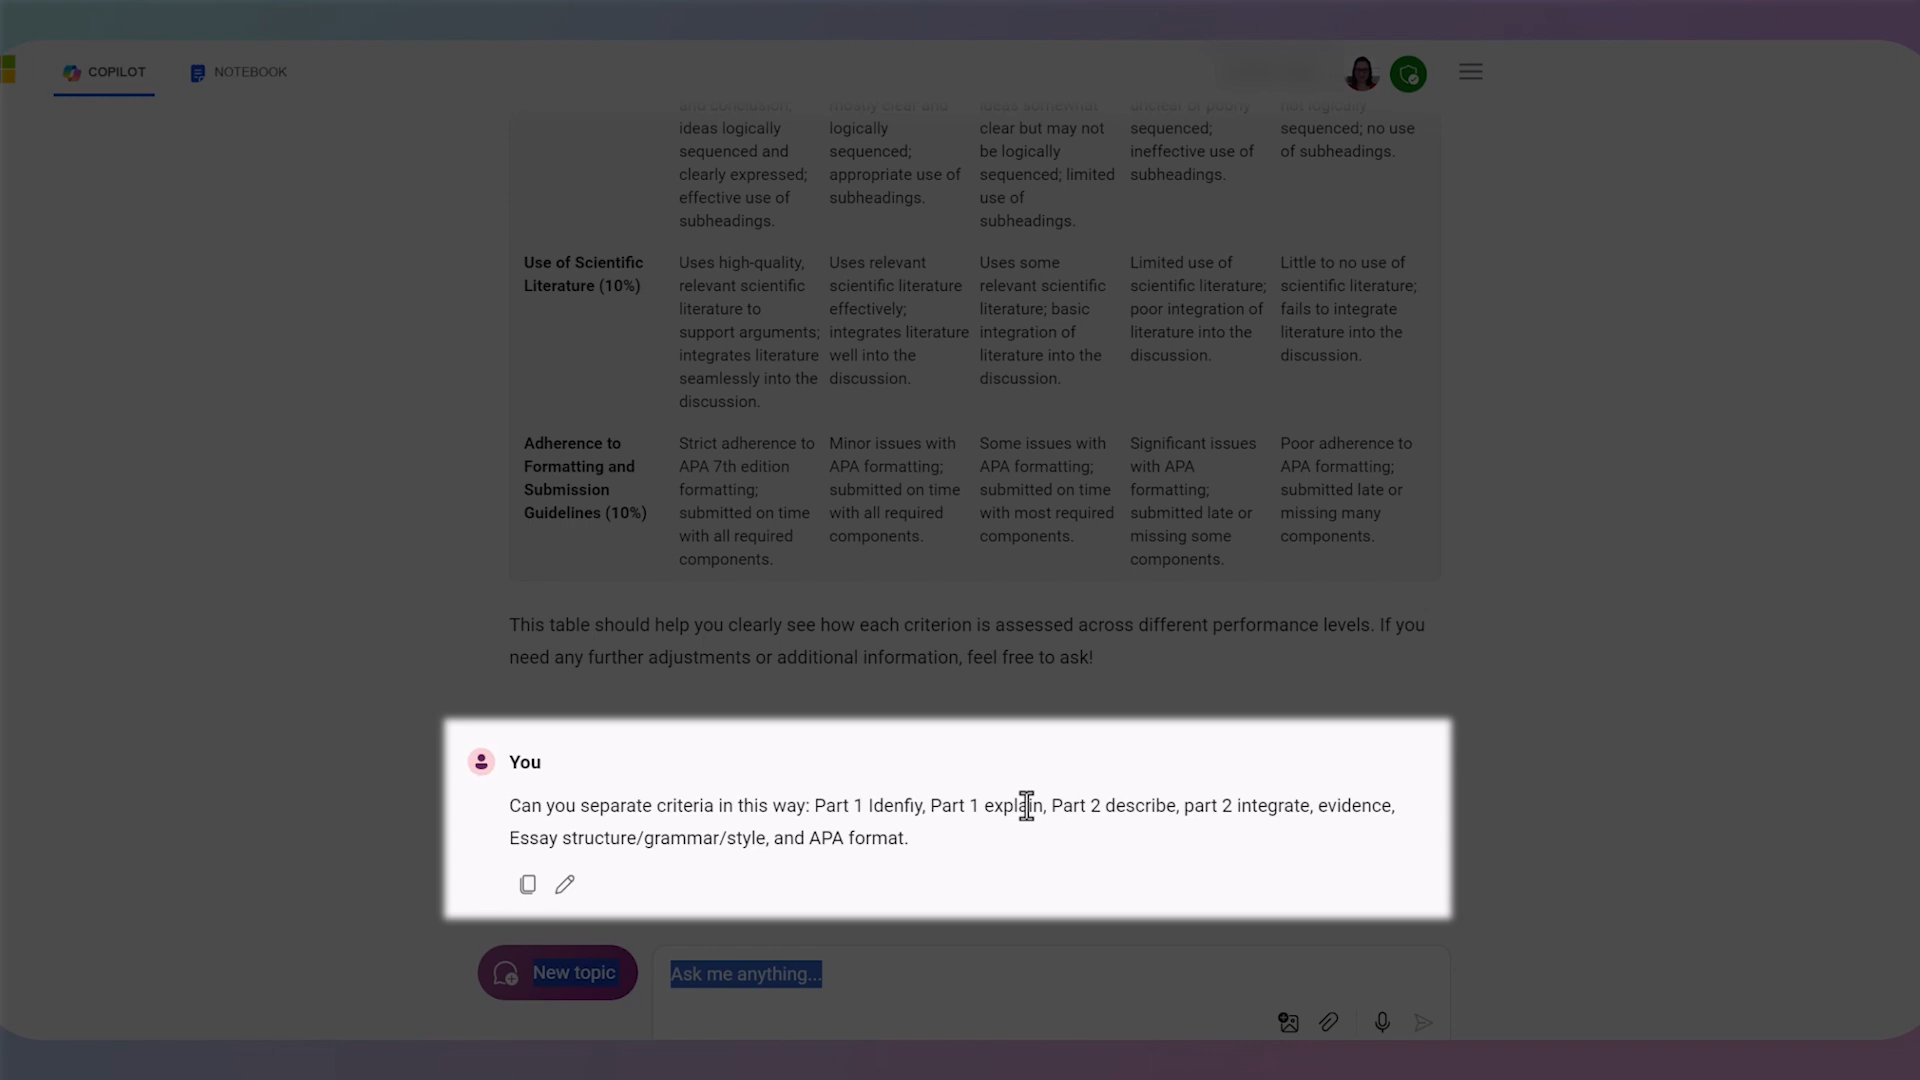 COPILOT
NOTEBOOK
and conclusion; mostly clear and ideas somewhat unclear or poorly not logically
ideas logically logically clear but may not sequenced; sequenced; no use
sequenced and sequenced; be logically ineffective use of of subheadings.
clearly expressed; appropriate use of sequenced; limited subheadings.
effective use of subheadings. use of
subheadings. subheadings.
Use of Scientific Uses high-quality, Uses relevant Uses some Limited use of Little to no use of
Literature (10%) relevant scientific scientific literature relevant scientific scientific literature; scientific literature;
literature to effectively; literature; basic poor integration of fails to integrate
support arguments; integrates literature integration of literature into the literature into the
integrates literature well into the literature into the discussion. discussion.
seamlessly into the discussion. discussion.
discussion.
Adherence to Strict adherence to Minor issues with Some issues with Significant issues Poor adherence to
Formatting and APA 7th edition APA formatting; APA formatting; with APA APA formatting;
Submission formatting; submitted on time submitted on time formatting; submitted late or
Guidelines (10%) submitted on time with all required with most required submitted late or missing many
with all required components. components. missing some components.
components. components.
This table should help you clearly see how each criterion is assessed across different performance levels. If you
need any further adjustments or additional information, feel free to ask!
You
Can you separate criteria in this way: Part 1 Idenfiy, Part 1 explain, Part 2 describe, part 2 integrate, evidence,
Essay structure/grammar/style, and APA format.
New topic
Ask me anything...